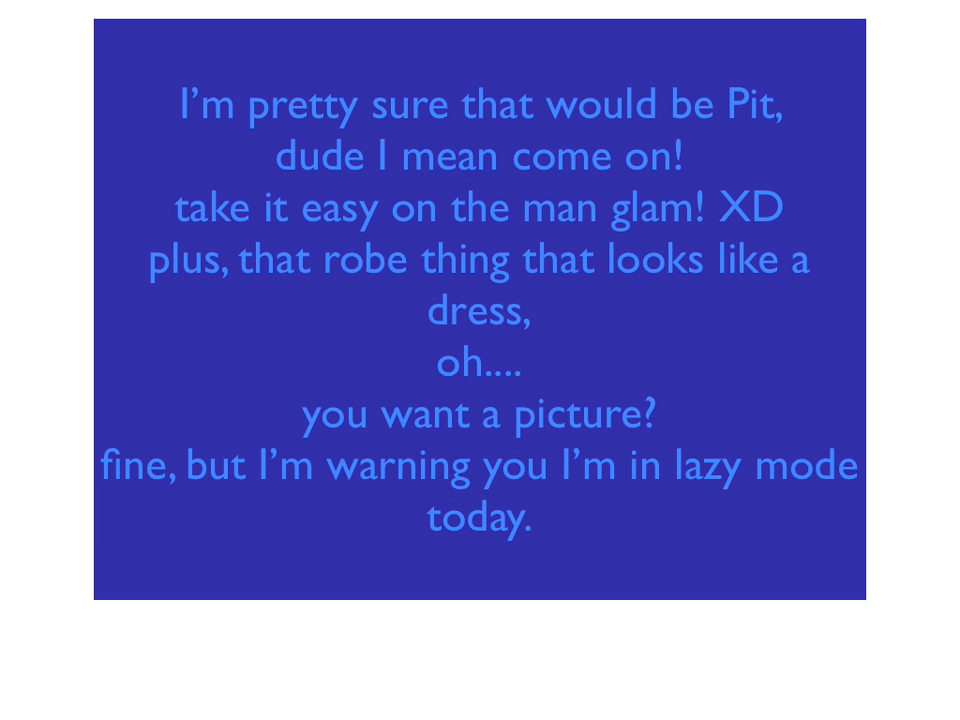 I’m pretty sure that would be Pit,
dude I mean come on!
take it easy on the man glam! XD
plus, that robe thing that looks like a
dress,
oh....
you want a picture?
fine, but I’m warning you I’m in lazy mode
today.